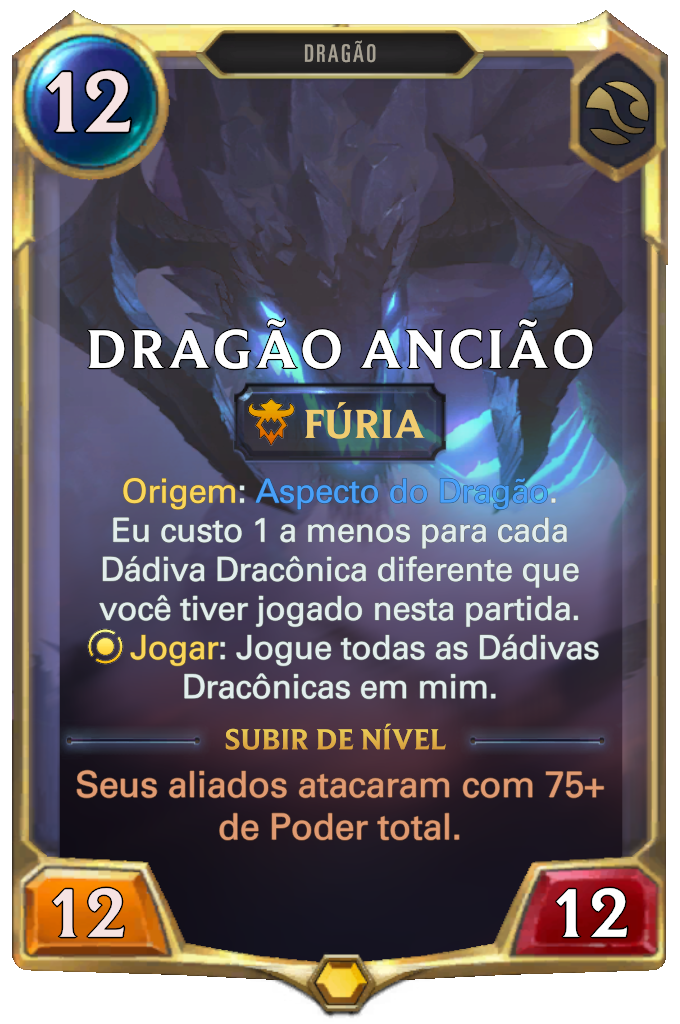 DRAGÃO
12
DRAGÃO ANCIÃO
FÚRIA
Origem: Aspecto do Dragão.
Eu custo 1 a menos para cada
Dádiva Dracônica diferente que
você tiver jogado nesta partida.
Jogar: Jogue todas as Dádivas
Dracônicas em mim.
SUBIR DE NÍVEL
Seus aliados atacaram com 75+
de Poder total.
12
12